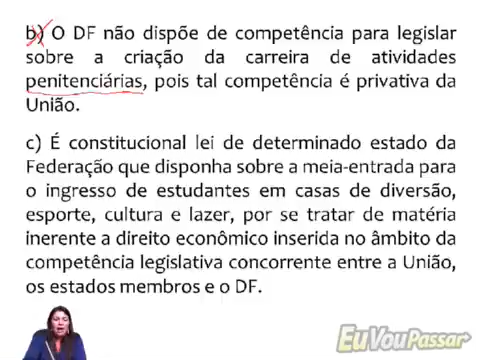 b) O DF não dispõe de competência para legislar
sobre a criação da carreira de atividades
penitenciárias, pois tal competência é privativa da
União.
c) É constitucional lei de determinado estado da
Federação que disponha sobre a meia-entrada para
o ingresso de estudantes em casas de diversão,
esporte, cultura e lazer, por se tratar de matéria
inerente a direito econômico inserida no âmbito da
competência legislativa concorrente entre a União,
os estados membros e o DF.
EuVouPassar